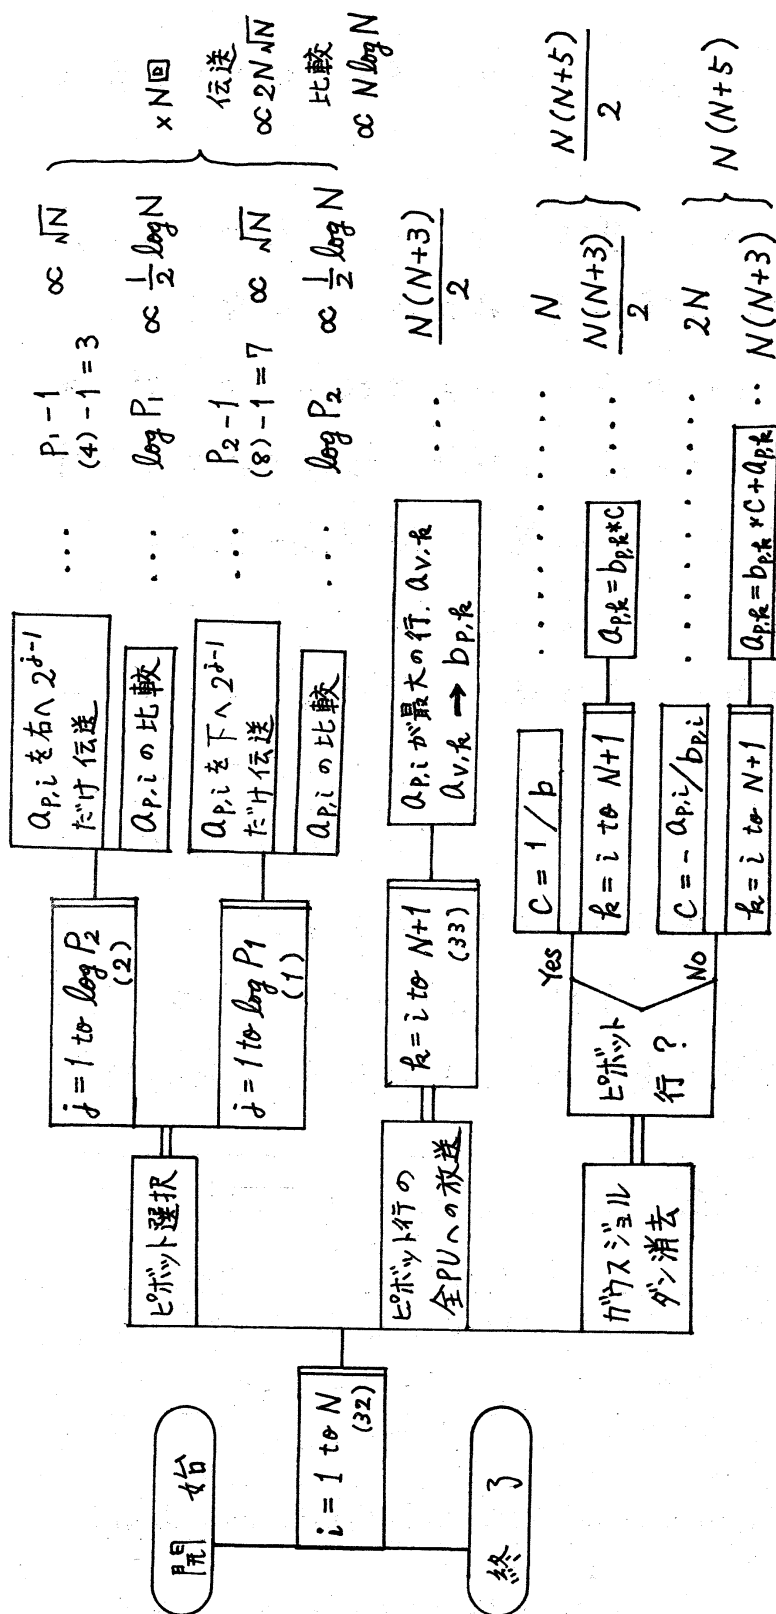 開 始
終 了
i = 1 to N
(32)
ピボット選択
j = 1 to log P₂
(2)
aₚ,ᵢ を右へ 2ʲ⁻¹
だけ伝送
... P₁ - 1 ∝ √N
(4) - 1 = 3
aₚ,ᵢ の比較
... log P₁ ∝ 1/2 log N
j = 1 to log P1
(1)
aₚ,ᵢ を下へ 2ʲ⁻¹
だけ伝送
... P₂ - 1 ∝ √N
(8) - 1 = 7
aₚ,ᵢ の比較
... log P₂ ∝ 1/2 log N
× N回
伝送
∝ 2N√N
比較
∝ N log N
ピボット行の
全PUへの放送
k = i to N+1
(33)
aₚ,ᵢ が最大の行, aᵥ,ₖ
aᵥ,ₖ → bₚ,ₖ
... N(N+3)/2
ガウスジョル
ダン消去
ピボット
行 ?
Yes
C = 1 / b
......... N
k = i to N+1
aₚ,ₖ = bₚ,ₖ * C
.... N(N+3)/2
N(N+5)/2
No
C = - aₚ,ᵢ / bₚ,ᵢ
........ 2N
k = i to N+1
aₚ,ₖ = bₚ,ₖ * C + aₚ,ₖ
.. N(N+3)
N(N+5)